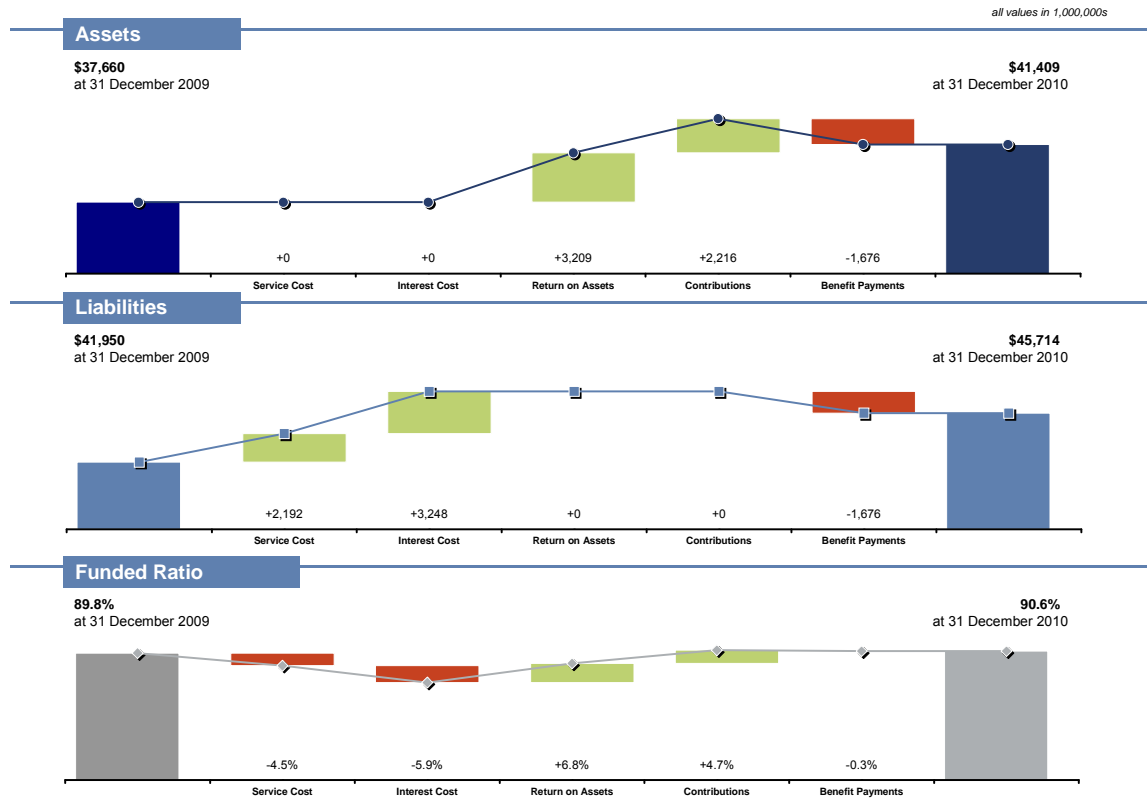 all values in 1,000,000s
Assets
$37,660
at 31 December 2009
$41,409
at 31 December 2010
+0 +0 +3,209 +2,216 -1,676
Service Cost Interest Cost Return on Assets Contributions Benefit Payments
Liabilities
$41,950
at 31 December 2009
$45,714
at 31 December 2010
+2,192 +3,248 +0 +0 -1,676
Service Cost Interest Cost Return on Assets Contributions Benefit Payments
Funded Ratio
89.8%
at 31 December 2009
90.6%
at 31 December 2010
-4.5% -5.9% +6.8% +4.7% -0.3%
Service Cost Interest Cost Return on Assets Contributions Benefit Payments